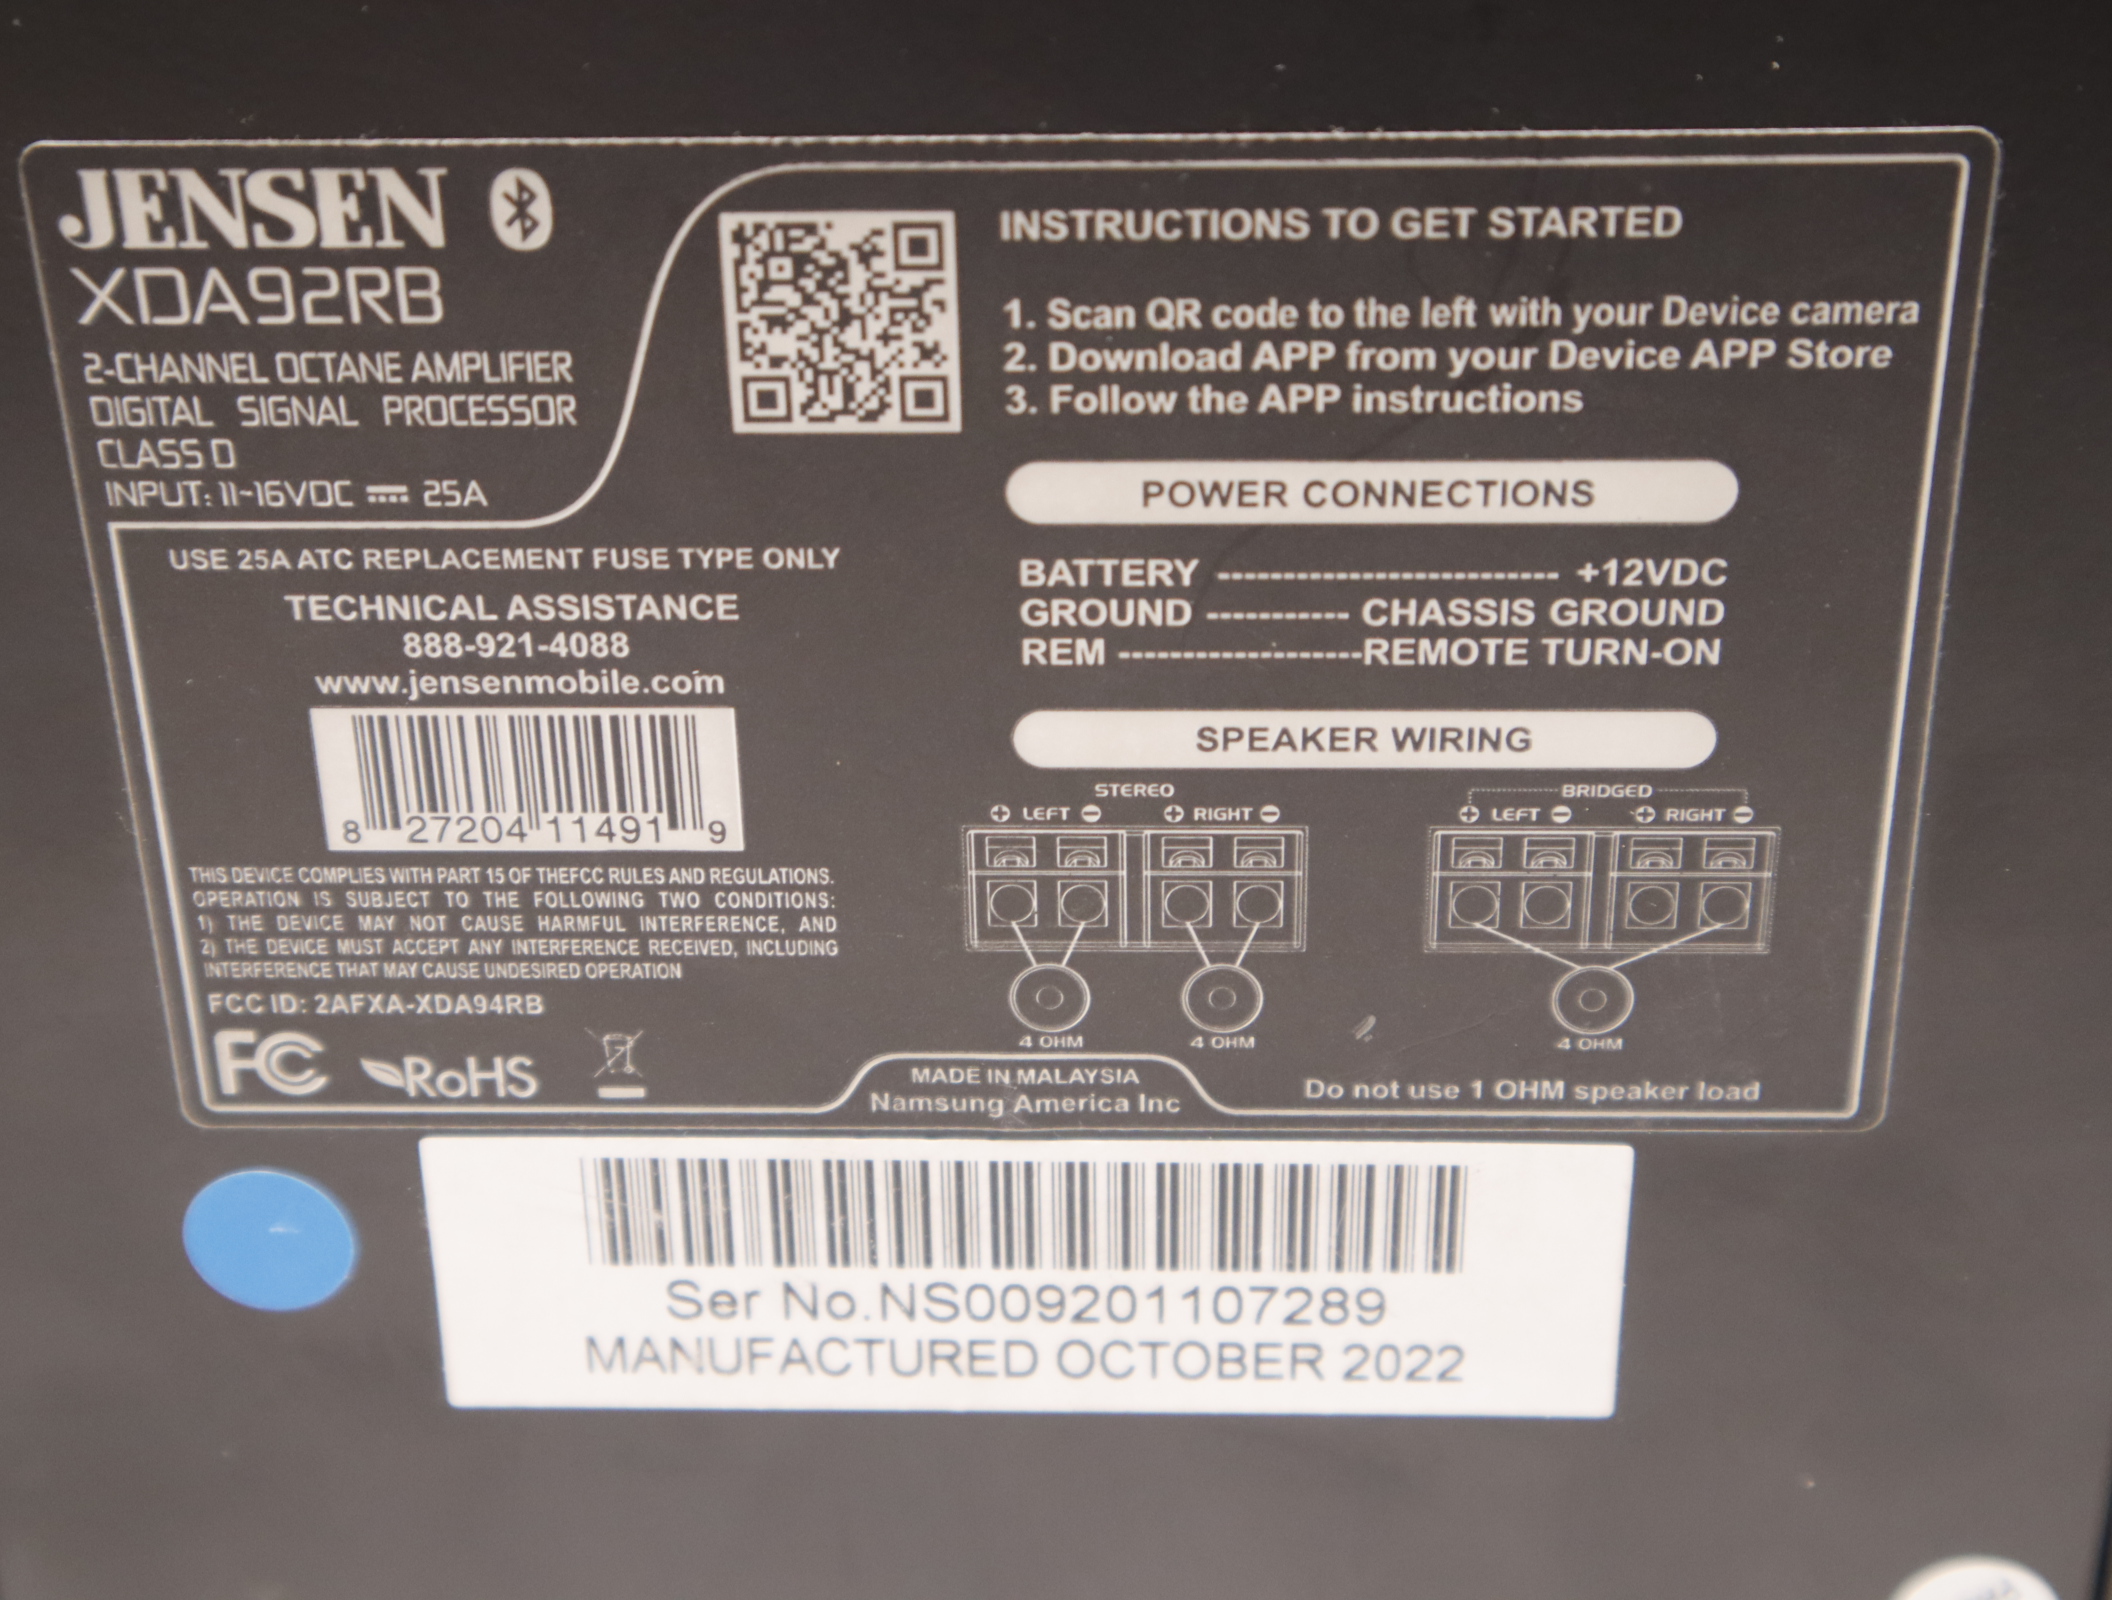 JENSEN
XDA92RB
2-CHANNEL OCTANE AMPLIFIER
DIGITAL SIGNAL PROCESSOR
CLASS D
INPUT: 11~16VDC 25A
USE 25A ATC REPLACEMENT FUSE TYPE ONLY
TECHNICAL ASSISTANCE
888-921-4088
www.jensenmobile.com
8 27204 11491 9
THIS DEVICE COMPLIES WITH PART 15 OF THEFCC RULES AND REGULATIONS.
OPERATION IS SUBJECT TO THE FOLLOWING TWO CONDITIONS:
1) THE DEVICE MAY NOT CAUSE HARMFUL INTERFERENCE, AND
2) THE DEVICE MUST ACCEPT ANY INTERFERENCE RECEIVED, INCLUDING
INTERFERENCE THAT MAY CAUSE UNDESIRED OPERATION
FCC ID: 2AFXA-XDA94RB
FC RoHS
INSTRUCTIONS TO GET STARTED
1. Scan QR code to the left with your Device camera
2. Download APP from your Device APP Store
3. Follow the APP instructions
POWER CONNECTIONS
BATTERY -------------------------- +12VDC
GROUND ----------- CHASSIS GROUND
REM -------------------REMOTE TURN-ON
SPEAKER WIRING
STEREO
+ LEFT − + RIGHT −
4 OHM 4 OHM
BRIDGED
+ LEFT − + RIGHT −
4 OHM
Do not use 1 OHM speaker load
MADE IN MALAYSIA
Namsung America Inc
Ser No.NS009201107289
MANUFACTURED OCTOBER 2022